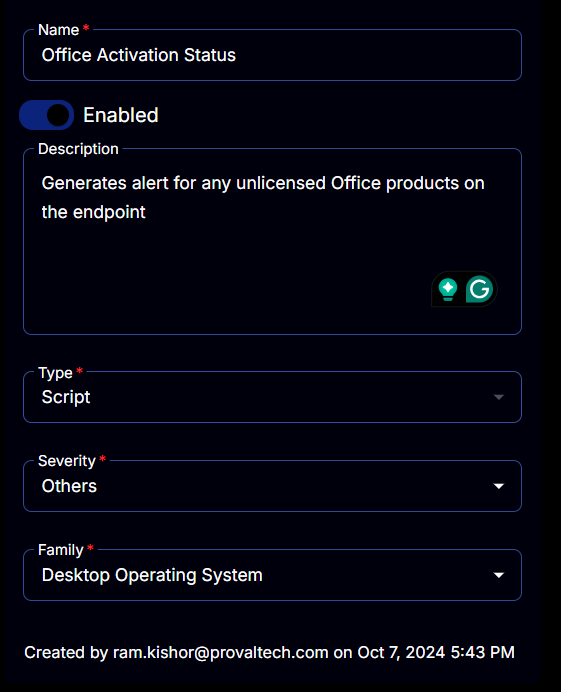 Name *
Office Activation Status
Enabled
Description
Generates alert for any unlicensed Office products on
the endpoint
Type *
Script
Severity *
Others
Family *
Desktop Operating System
Created by ram.kishor@provaltech.com on Oct 7, 2024 5:43 PM